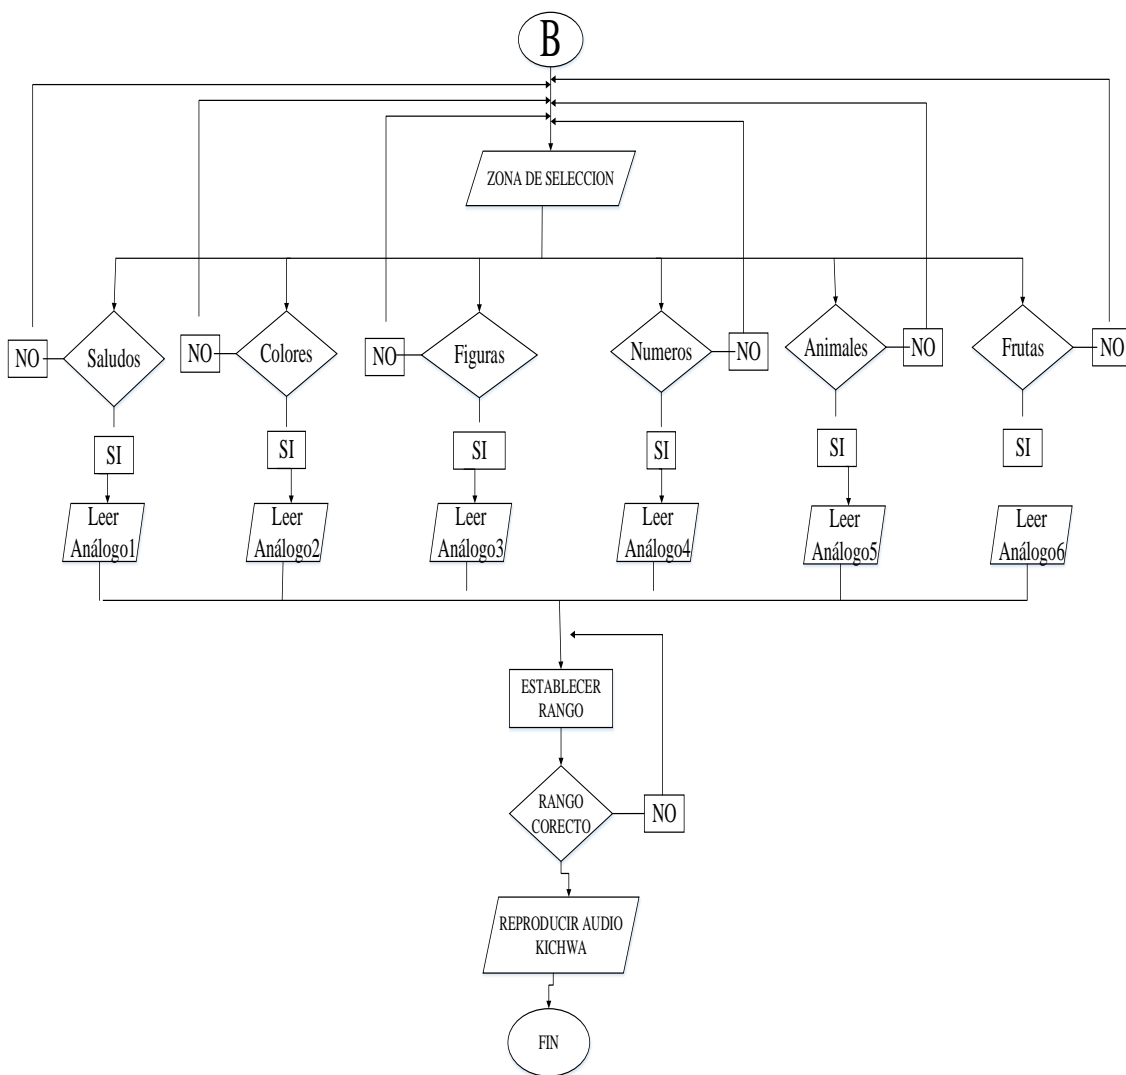 B
ZONA DE SELECCION
NO
Saludos
NO
Colores
NO
Figuras
Numeros
NO
Animales
NO
Frutas
NO
SI
SI
SI
SI
SI
SI
Leer
Análogo1
Leer
Análogo2
Leer
Análogo3
Leer
Análogo4
Leer
Análogo5
Leer
Análogo6
ESTABLECER
RANGO
RANGO
CORECTO
NO
REPRODUCIR AUDIO
KICHWA
FIN